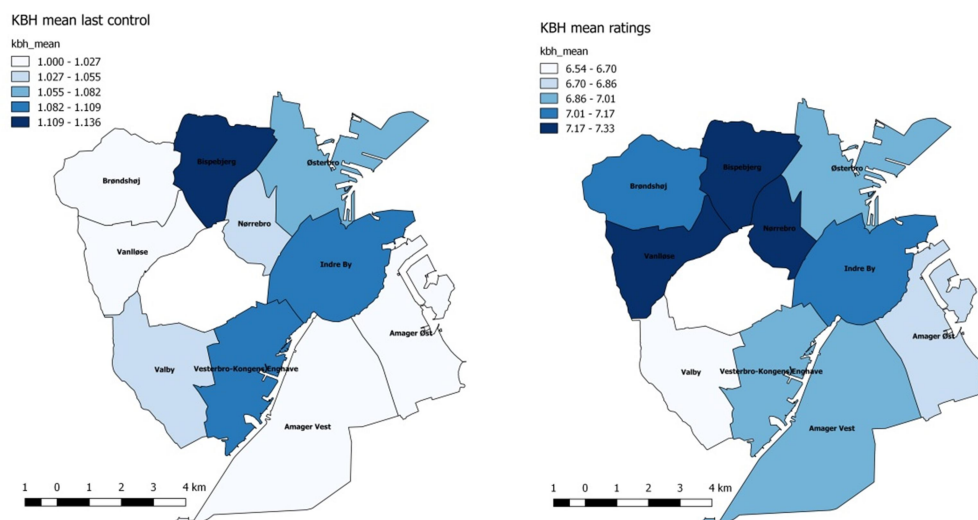 KBH mean last control
kbh_mean
1.000 - 1.027
1.027 - 1.055
1.055 - 1.082
1.082 - 1.109
1.109 - 1.136
Bispebjerg
Østerbro
Brøndshøj
Nørrebro
Vanlløse
Indre By
Amager Øst
Valby
Vesterbro-Kongens Enghave
Amager Vest
1 0 1 2 3 4 km
KBH mean ratings
kbh_mean
6.54 - 6.70
6.70 - 6.86
6.86 - 7.01
7.01 - 7.17
7.17 - 7.33
Bispebjerg
Østerbro
Brøndshøj
Nørrebro
Vanlløse
Indre By
Amager Øst
Valby
Vesterbro-Kongens Enghave
Amager Vest
1 0 1 2 3 4 km